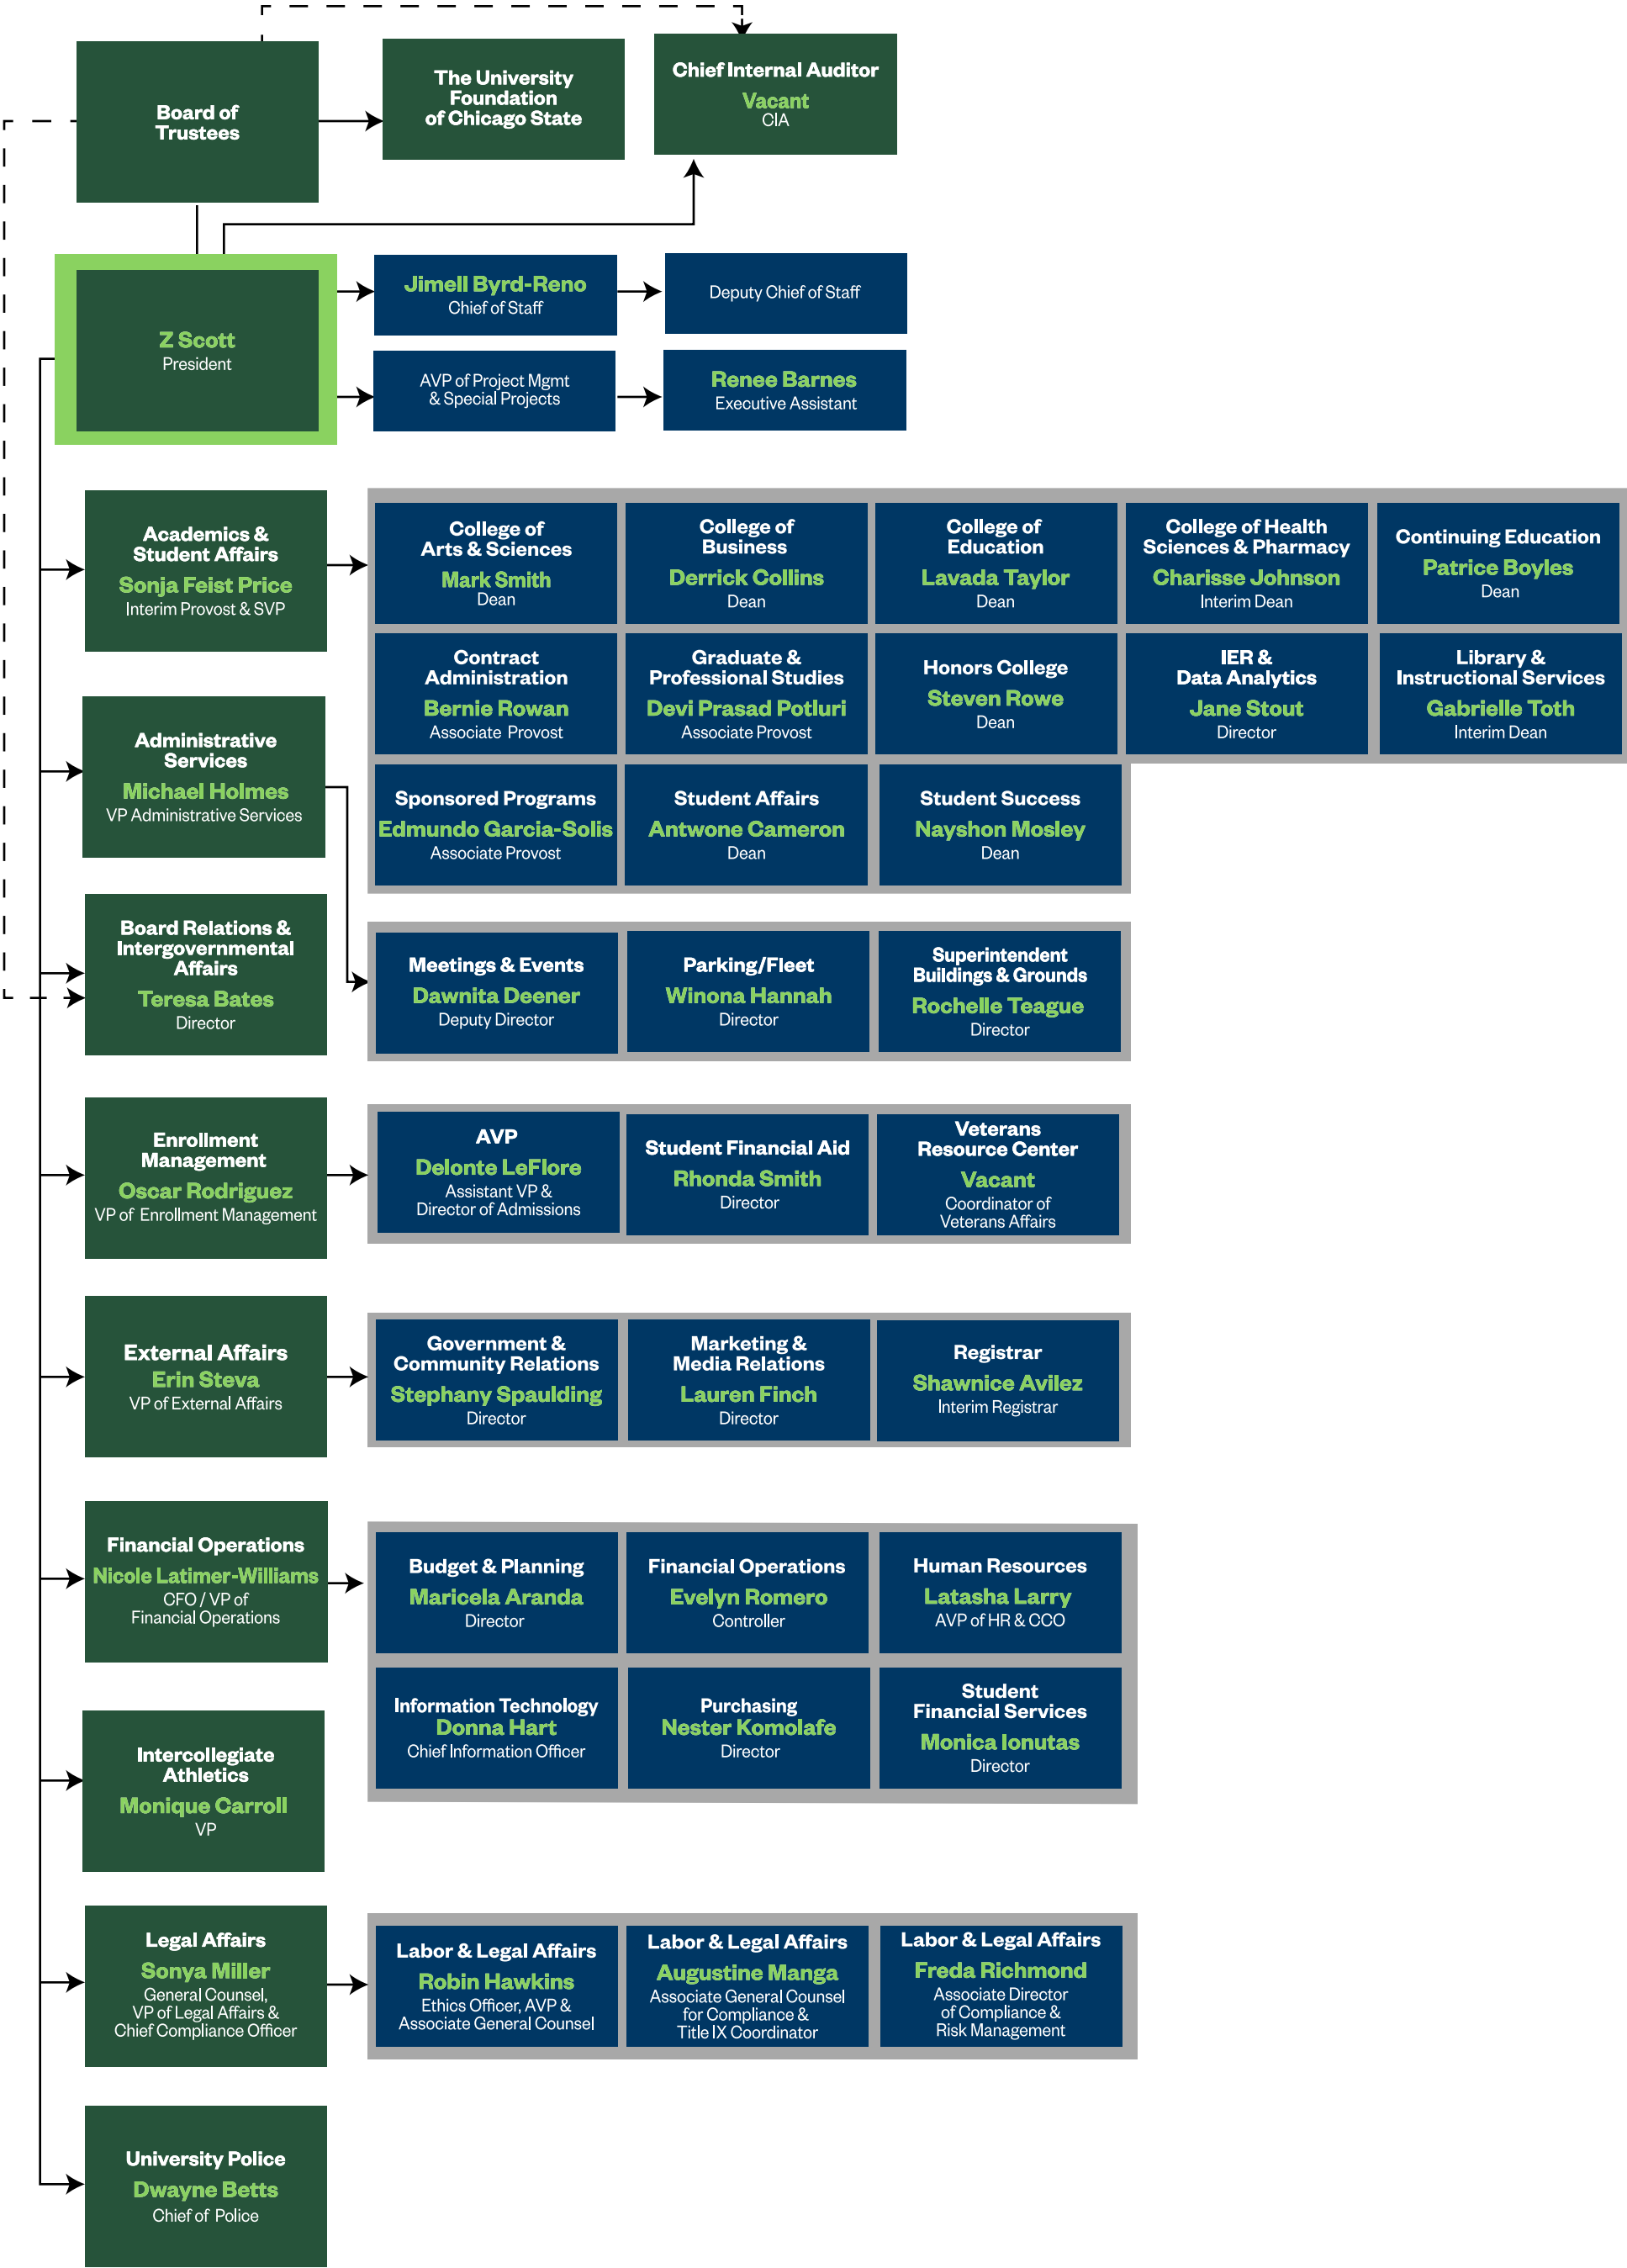 Board of
Trustees
The University
Foundation
of Chicago State
Chief Internal Auditor
Vacant
CIA
Z Scott
President
Jimell Byrd-Reno
Chief of Staff
Deputy Chief of Staff
AVP of Project Mgmt
& Special Projects
Renee Barnes
Executive Assistant
Academics &
Student Affairs
Sonja Feist Price
Interim Provost & SVP
College of
Arts & Sciences
Mark Smith
Dean
College of
Business
Derrick Collins
Dean
College of
Education
Lavada Taylor
Dean
College of Health
Sciences & Pharmacy
Charisse Johnson
Interim Dean
Continuing Education
Patrice Boyles
Dean
Contract
Administration
Bernie Rowan
Associate Provost
Graduate &
Professional Studies
Devi Prasad Potluri
Associate Provost
Honors College
Steven Rowe
Dean
IER &
Data Analytics
Jane Stout
Director
Library &
Instructional Services
Gabrielle Toth
Interim Dean
Sponsored Programs
Edmundo Garcia-Solis
Associate Provost
Student Affairs
Antwone Cameron
Dean
Student Success
Nayshon Mosley
Dean
Administrative
Services
Michael Holmes
VP Administrative Services
Meetings & Events
Dawnita Deener
Deputy Director
Parking/Fleet
Winona Hannah
Director
Superintendent
Buildings & Grounds
Rochelle Teague
Director
Board Relations &
Intergovernmental
Affairs
Teresa Bates
Director
Enrollment
Management
Oscar Rodriguez
VP of Enrollment Management
AVP
Delonte LeFlore
Assistant VP &
Director of Admissions
Student Financial Aid
Rhonda Smith
Director
Veterans
Resource Center
Vacant
Coordinator of
Veterans Affairs
External Affairs
Erin Steva
VP of External Affairs
Government &
Community Relations
Stephany Spaulding
Director
Marketing &
Media Relations
Lauren Finch
Director
Registrar
Shawnice Avilez
Interim Registrar
Financial Operations
Nicole Latimer-Williams
CFO / VP of
Financial Operations
Budget & Planning
Maricela Aranda
Director
Financial Operations
Evelyn Romero
Controller
Human Resources
Latasha Larry
AVP of HR & CCO
Information Technology
Donna Hart
Chief Information Officer
Purchasing
Nester Komolafe
Director
Student
Financial Services
Monica Ionutas
Director
Intercollegiate
Athletics
Monique Carroll
VP
Legal Affairs
Sonya Miller
General Counsel,
VP of Legal Affairs &
Chief Compliance Officer
Labor & Legal Affairs
Robin Hawkins
Ethics Officer, AVP &
Associate General Counsel
Labor & Legal Affairs
Augustine Manga
Associate General Counsel
for Compliance &
Title IX Coordinator
Labor & Legal Affairs
Freda Richmond
Associate Director
of Compliance &
Risk Management
University Police
Dwayne Betts
Chief of Police